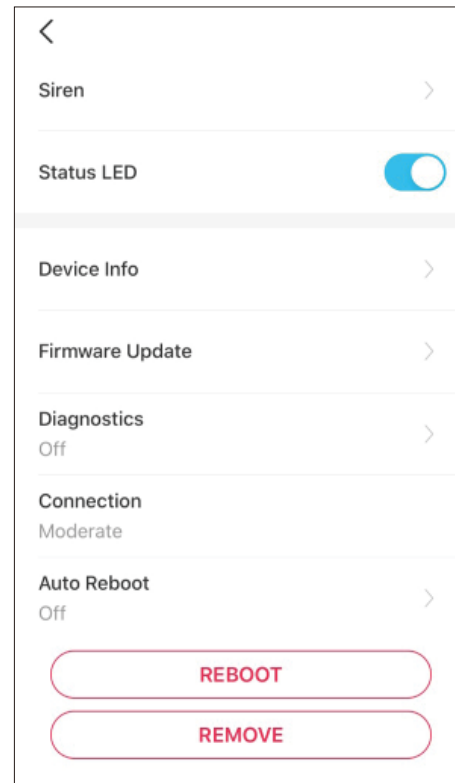 Siren
Status LED
Device Info
Firmware Update
Diagnostics
Off
Connection
Moderate
Auto Reboot
Off
REBOOT
REMOVE